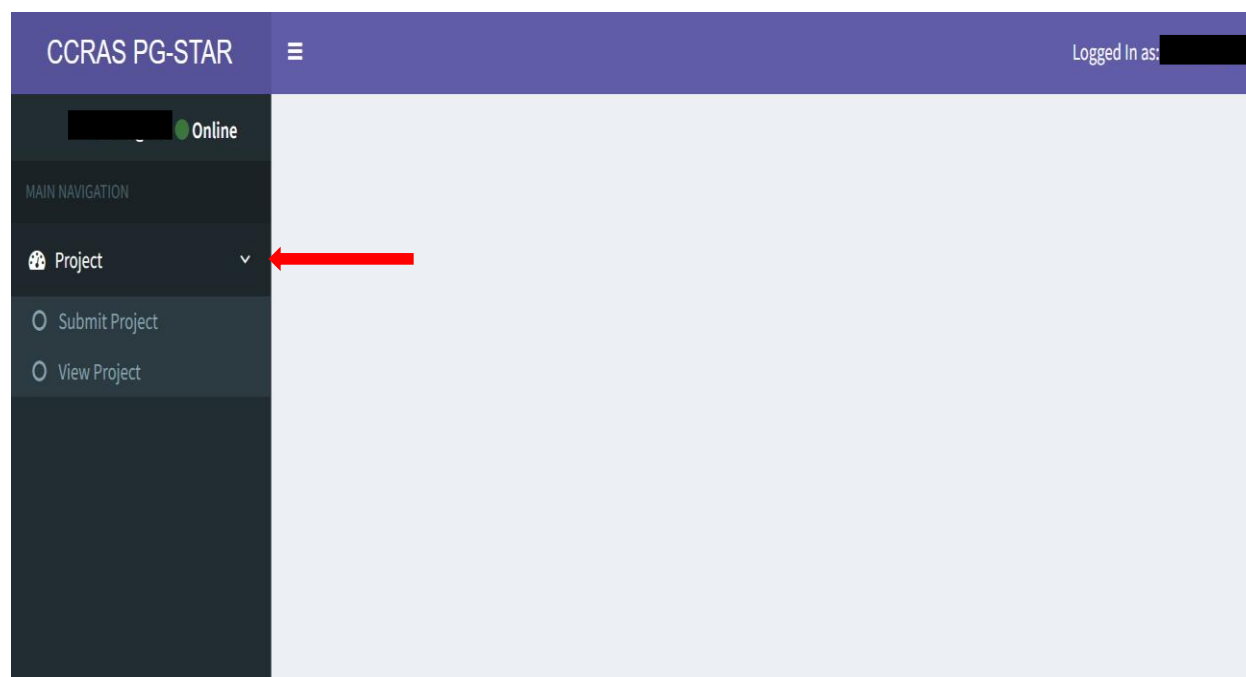 CCRAS PG-STAR
Logged In as:
Online
MAIN NAVIGATION
Project
Submit Project
View Project